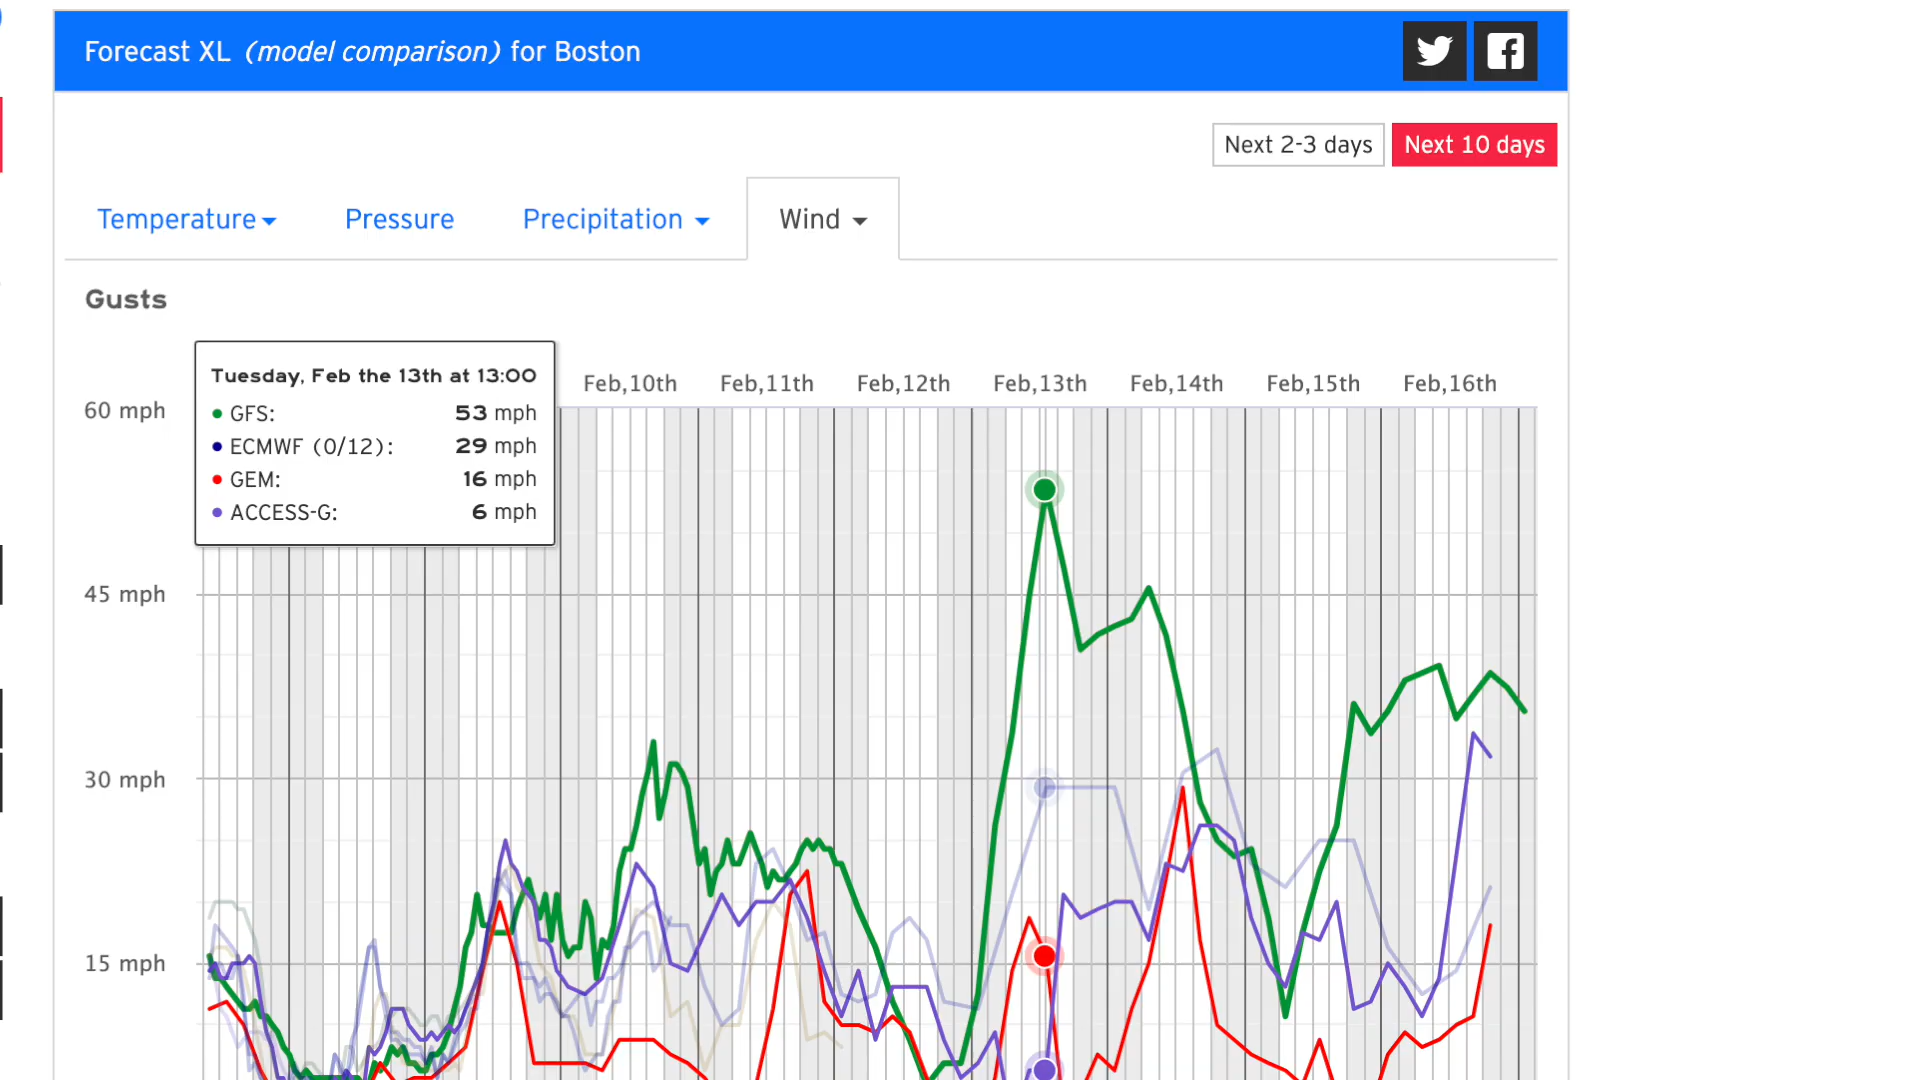 Forecast XL (model comparison) for Boston
Next 2-3 days
Next 10 days
Temperature
Pressure
Precipitation
Wind
Gusts
Tuesday, Feb the 13th at 13:00
GFS: 53 mph
ECMWF (0/12): 29 mph
GEM: 16 mph
ACCESS-G: 6 mph
Feb,10th
Feb,11th
Feb,12th
Feb,13th
Feb,14th
Feb,15th
Feb,16th
60 mph
45 mph
30 mph
15 mph